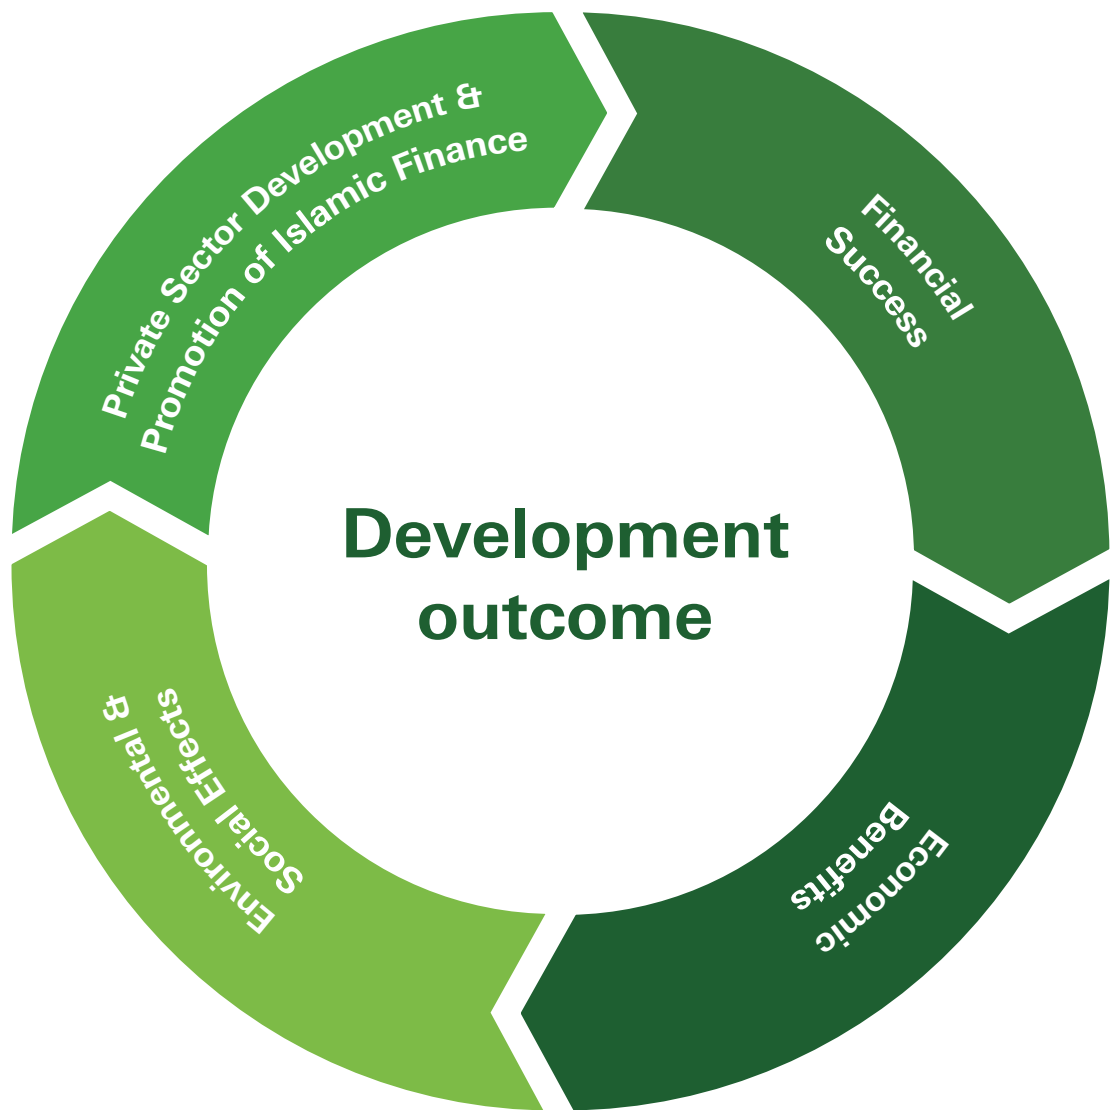 Private Sector Development &
Promotion of Islamic Finance
Financial
Success
Economic
Benefits
Environmental &
Social Effects
Development
outcome